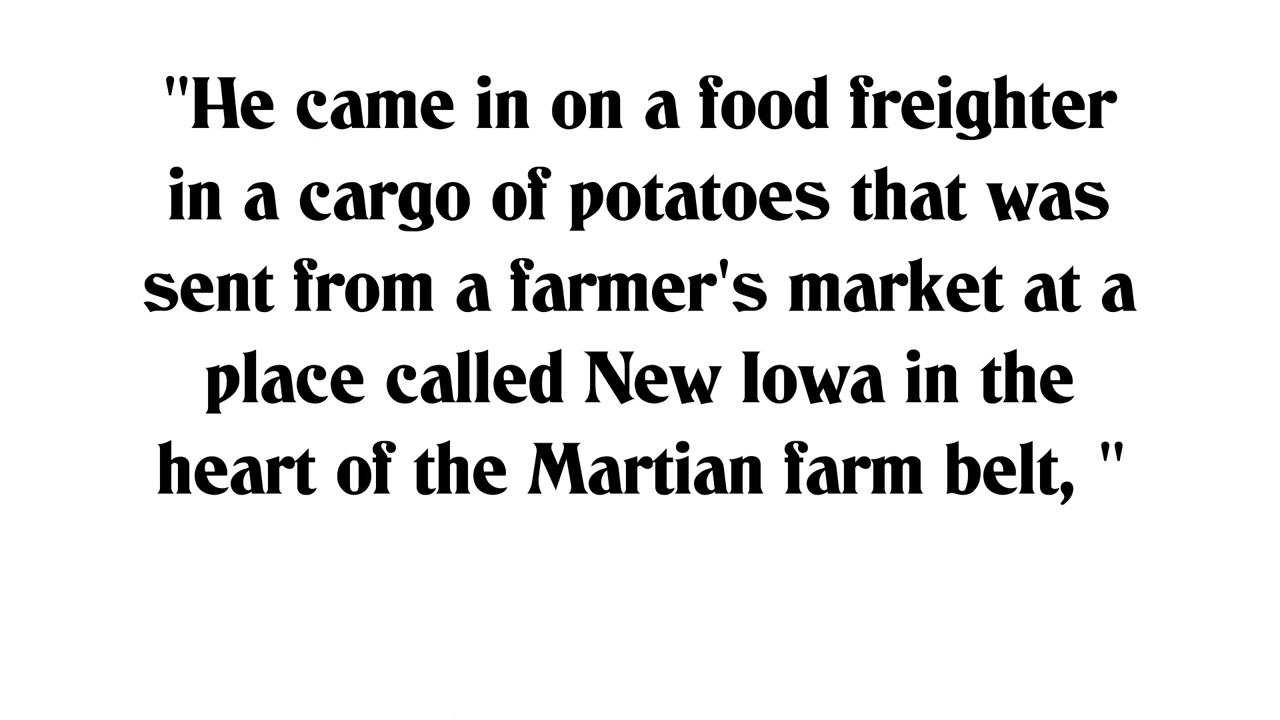 "He came in on a food freighter
in a cargo of potatoes that was
sent from a farmer's market at a
place called New Iowa in the
heart of the Martian farm belt, "